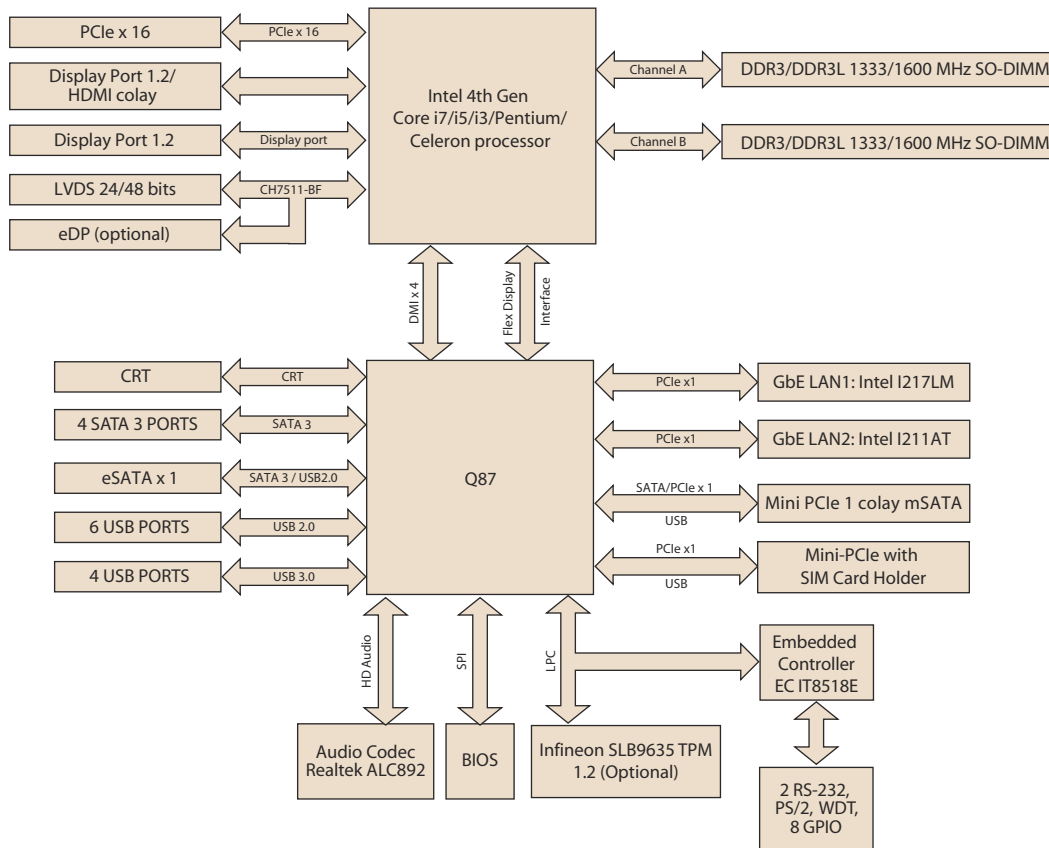 PCIe x 16
PCIe x 16
Display Port 1.2/
HDMI colay
Display Port 1.2
Display port
LVDS 24/48 bits
CH7511-BF
eDP (optional)
Intel 4th Gen
Core i7/i5/i3/Pentium/
Celeron processor
Channel A
DDR3/DDR3L 1333/1600 MHz SO-DIMM
Channel B
DDR3/DDR3L 1333/1600 MHz SO-DIMM
DMI x 4
Flex Display
Interface
CRT
CRT
4 SATA 3 PORTS
SATA 3
eSATA x 1
SATA 3 / USB2.0
6 USB PORTS
USB 2.0
4 USB PORTS
USB 3.0
Q87
PCIe x1
GbE LAN1: Intel I217LM
PCIe x1
GbE LAN2: Intel I211AT
SATA/PCIe x 1
USB
Mini PCIe 1 colay mSATA
PCIe x1
USB
Mini-PCIe with
SIM Card Holder
HD Audio
SPI
LPC
Embedded
Controller
EC IT8518E
Audio Codec
Realtek ALC892
BIOS
Infineon SLB9635 TPM
1.2 (Optional)
2 RS-232,
PS/2, WDT,
8 GPIO